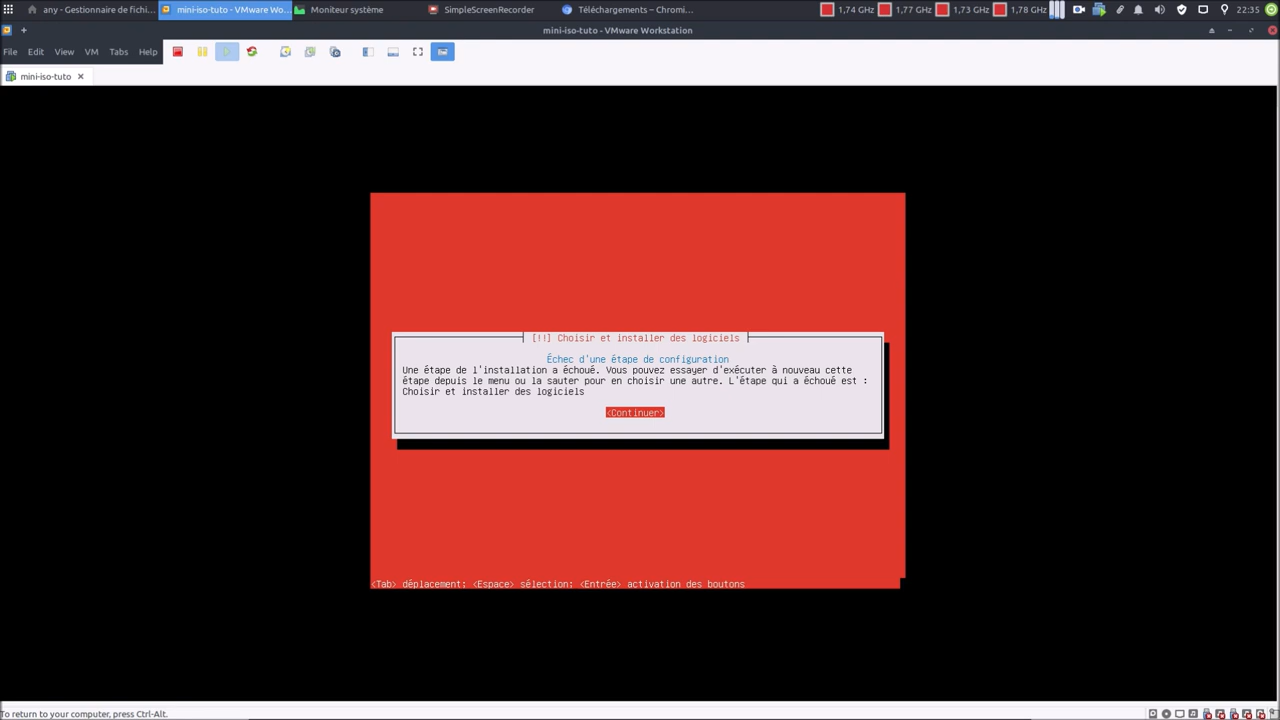 any - Gestionnaire de fichi...
mini-iso-tuto - VMware Wo...
Moniteur système
SimpleScreenRecorder
Téléchargements – Chromi...
1,74 GHz
1,77 GHz
1,73 GHz
1,78 GHz
22:35
mini-iso-tuto - VMware Workstation
File Edit View VM Tabs Help
mini-iso-tuto
[!!] Choisir et installer des logiciels
Échec d'une étape de configuration
Une étape de l'installation a échoué. Vous pouvez essayer d'exécuter à nouveau cette
étape depuis le menu ou la sauter pour en choisir une autre. L'étape qui a échoué est :
Choisir et installer des logiciels
<Continuer>
<Tab> déplacement; <Espace> sélection; <Entrée> activation des boutons
To return to your computer, press Ctrl-Alt.